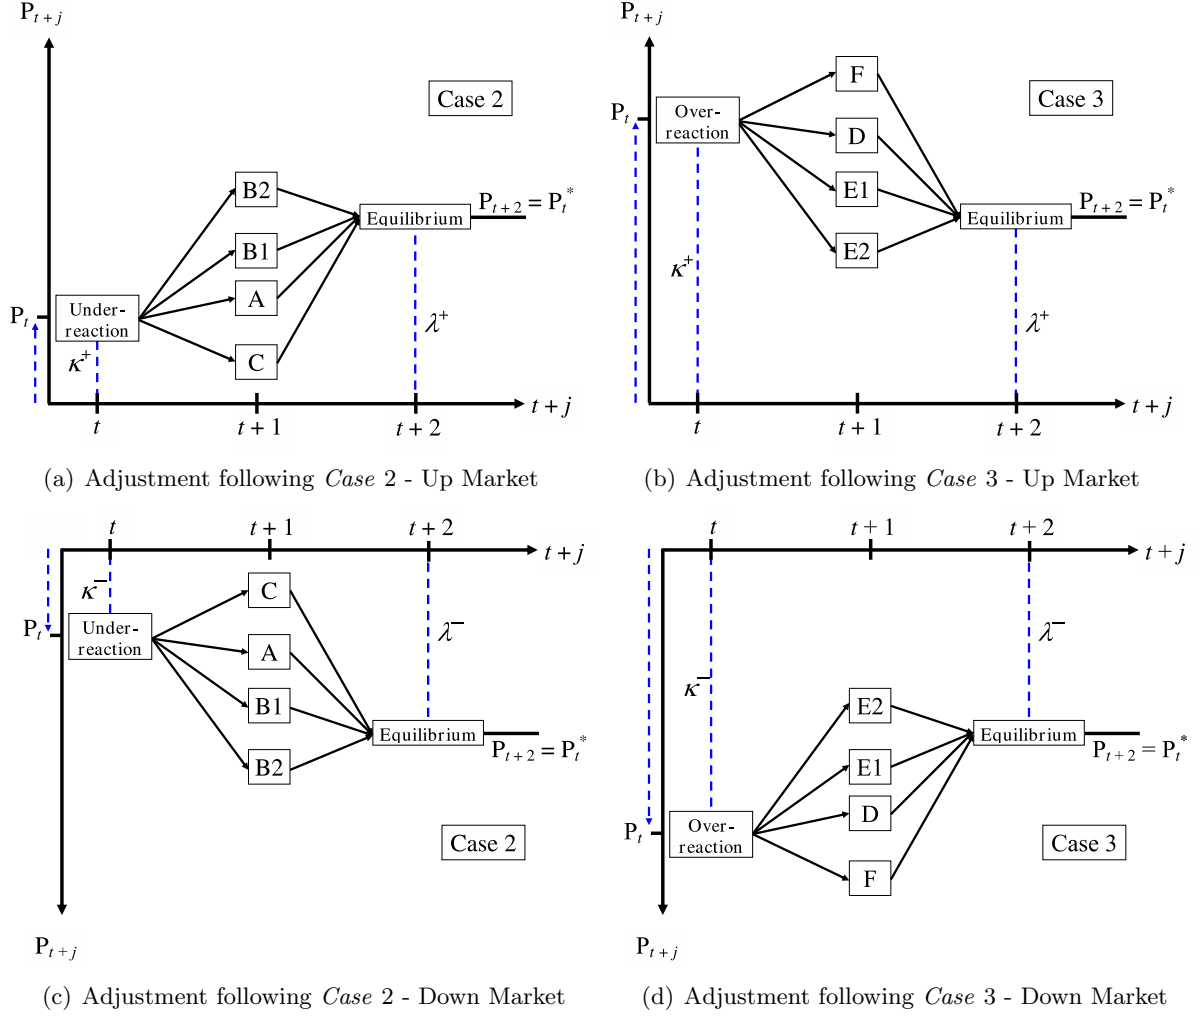 P_{t+j}
Case 2
B2
P_{t+2} = P_t^*
Equilibrium
B1
A
Under-
reaction
P_t
κ^+
λ^+
C
t + j
t
t + 1
t + 2
(a) Adjustment following Case 2 - Up Market
P_{t+j}
F
Case 3
Over-
reaction
P_t
D
E1
P_{t+2} = P_t^*
Equilibrium
E2
κ^+
λ^+
t + j
t
t + 1
t + 2
(b) Adjustment following Case 3 - Up Market
t
t + 1
t + 2
t + j
κ^−
C
P_t
Under-
reaction
A
λ^−
B1
Equilibrium
P_{t+2} = P_t^*
B2
Case 2
P_{t+j}
(c) Adjustment following Case 2 - Down Market
t
t + 1
t + 2
t + j
λ^−
κ^−
E2
Equilibrium
P_{t+2} = P_t^*
E1
D
P_t
Over-
reaction
Case 3
F
P_{t+j}
(d) Adjustment following Case 3 - Down Market